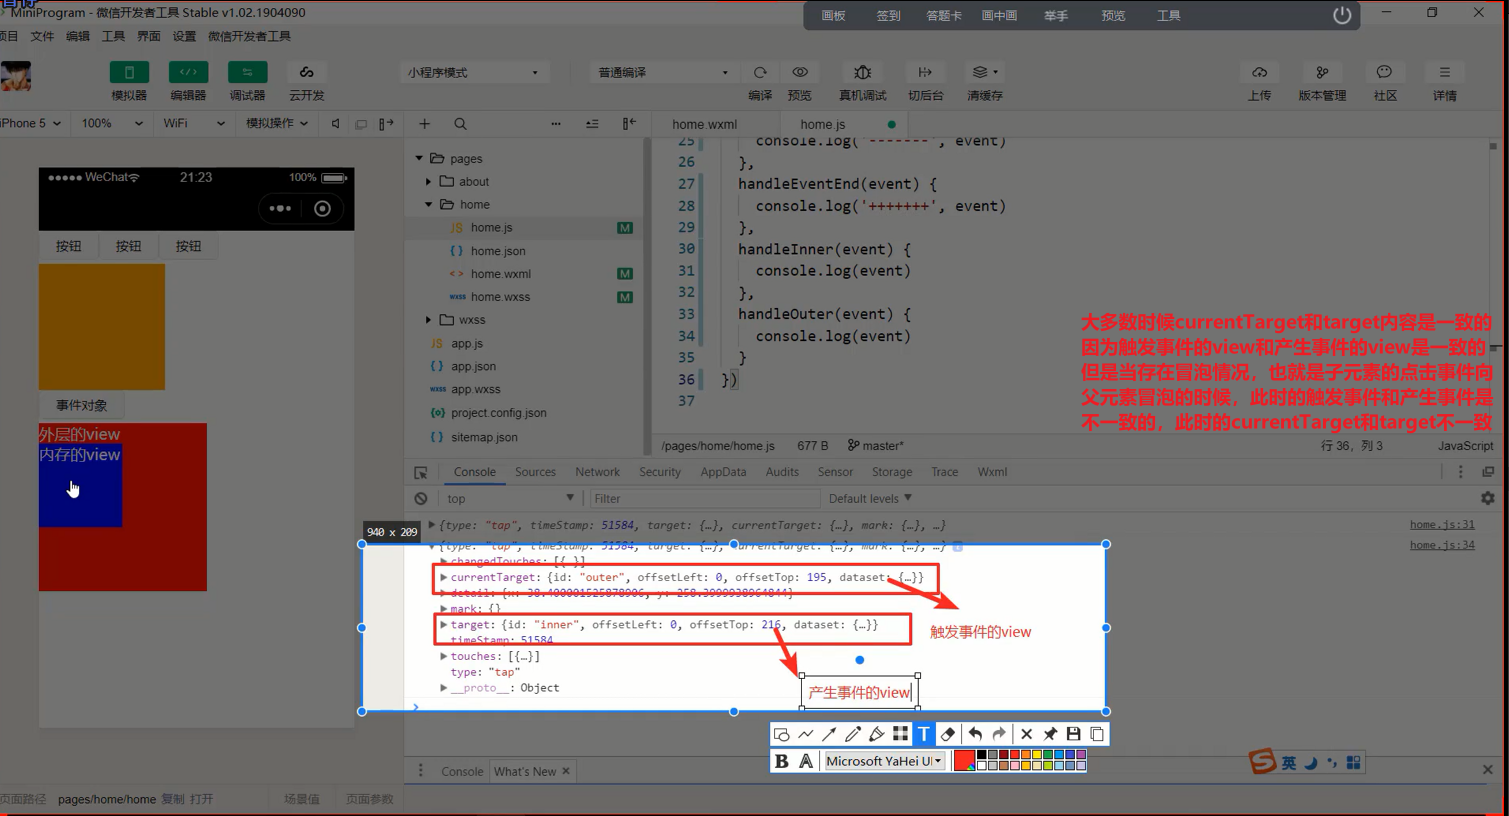 MiniProgram - 微信开发者工具 Stable v1.02.1904090
画板 签到 答题卡 画中画 举手 预览 工具
文件 编辑 工具 界面 设置 微信开发者工具
小程序模式 普通编译
模拟器 编辑器 调试器 云开发 编译 预览 真机调试 切后台 清缓存 上传 版本管理 社区 详情
iPhone 5 100% WiFi 模拟操作
home.wxml home.js
WeChat 21:23 100%
按钮 按钮 按钮
事件对象
外层的view
内存的view
pages
about
home
JS home.js M
{ } home.json
< > home.wxml M
wxss home.wxss M
wxss
JS app.js
{ } app.json
wxss app.wxss
{o} project.config.json
{ } sitemap.json
25 console.log('-------', event)
26 },
27 handleEventEnd(event) {
28 console.log('+++++++', event)
29 },
30 handleInner(event) {
31 console.log(event)
32 },
33 handleOuter(event) {
34 console.log(event)
35 }
36 })
37
大多数时候currentTarget和target内容是一致的
因为触发事件的view和产生事件的view是一致的
但是当存在冒泡情况，也就是子元素的点击事件向
父元素冒泡的时候，此时的触发事件和产生事件是
不一致的，此时的currentTarget和target不一致
/pages/home/home.js 677 B master* 行 36，列 3 JavaScript
Console Sources Network Security AppData Audits Sensor Storage Trace Wxml
top Filter Default levels
940 x 209
{type: "tap", timeStamp: 51584, target: {…}, currentTarget: {…}, mark: {…}, …} home.js:31
{type: "tap", timeStamp: 51584, target: {…}, currentTarget: {…}, mark: {…}, …} home.js:34
changedTouches: [{…}]
currentTarget: {id: "outer", offsetLeft: 0, offsetTop: 195, dataset: {…}}
mark: {}
target: {id: "inner", offsetLeft: 0, offsetTop: 216, dataset: {…}}
触发事件的view
timeStamp: 51584
touches: [{…}]
type: "tap"
__proto__: Object
产生事件的view
T
B A Microsoft YaHei UI
英
Console What's New
页面路径 pages/home/home 复制 打开 场景值 页面参数